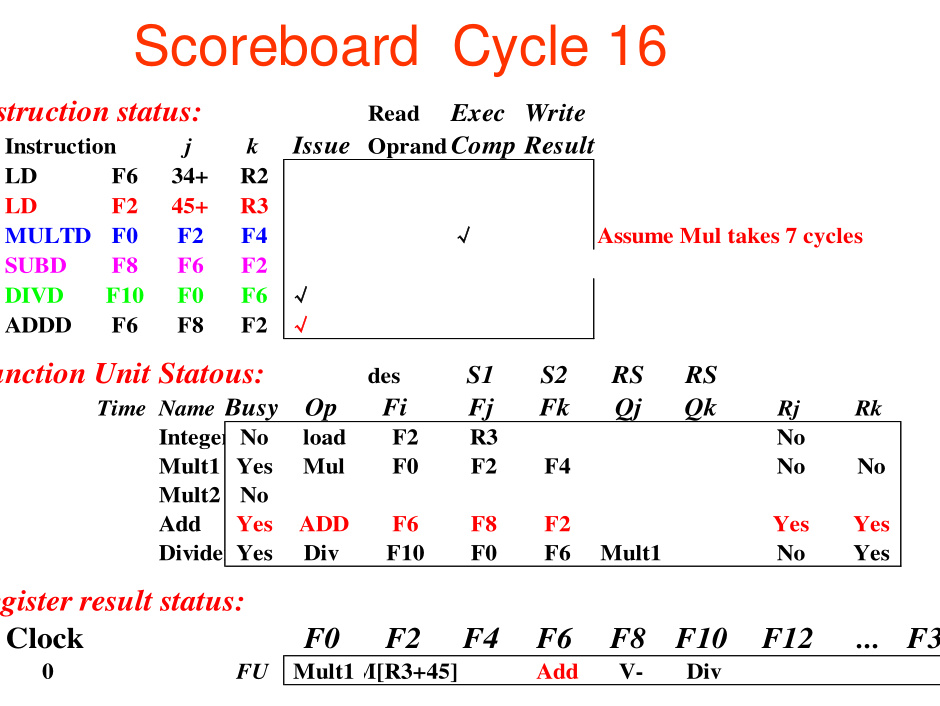 Scoreboard Cycle 16
struction status: Read Exec Write
Instruction j k Issue Oprand Comp Result
LD F6 34+ R2
LD F2 45+ R3
MULTD F0 F2 F4 √ Assume Mul takes 7 cycles
SUBD F8 F6 F2
DIVD F10 F0 F6 √
ADDD F6 F8 F2 √
unction Unit Statous: des S1 S2 RS RS
Time Name Busy Op Fi Fj Fk Qj Qk Rj Rk
Integer No load F2 R3 No
Mult1 Yes Mul F0 F2 F4 No No
Mult2 No
Add Yes ADD F6 F8 F2 Yes Yes
Divide Yes Div F10 F0 F6 Mult1 No Yes
gister result status:
Clock F0 F2 F4 F6 F8 F10 F12 ... F3
0 FU Mult1 M[R3+45] Add V- Div